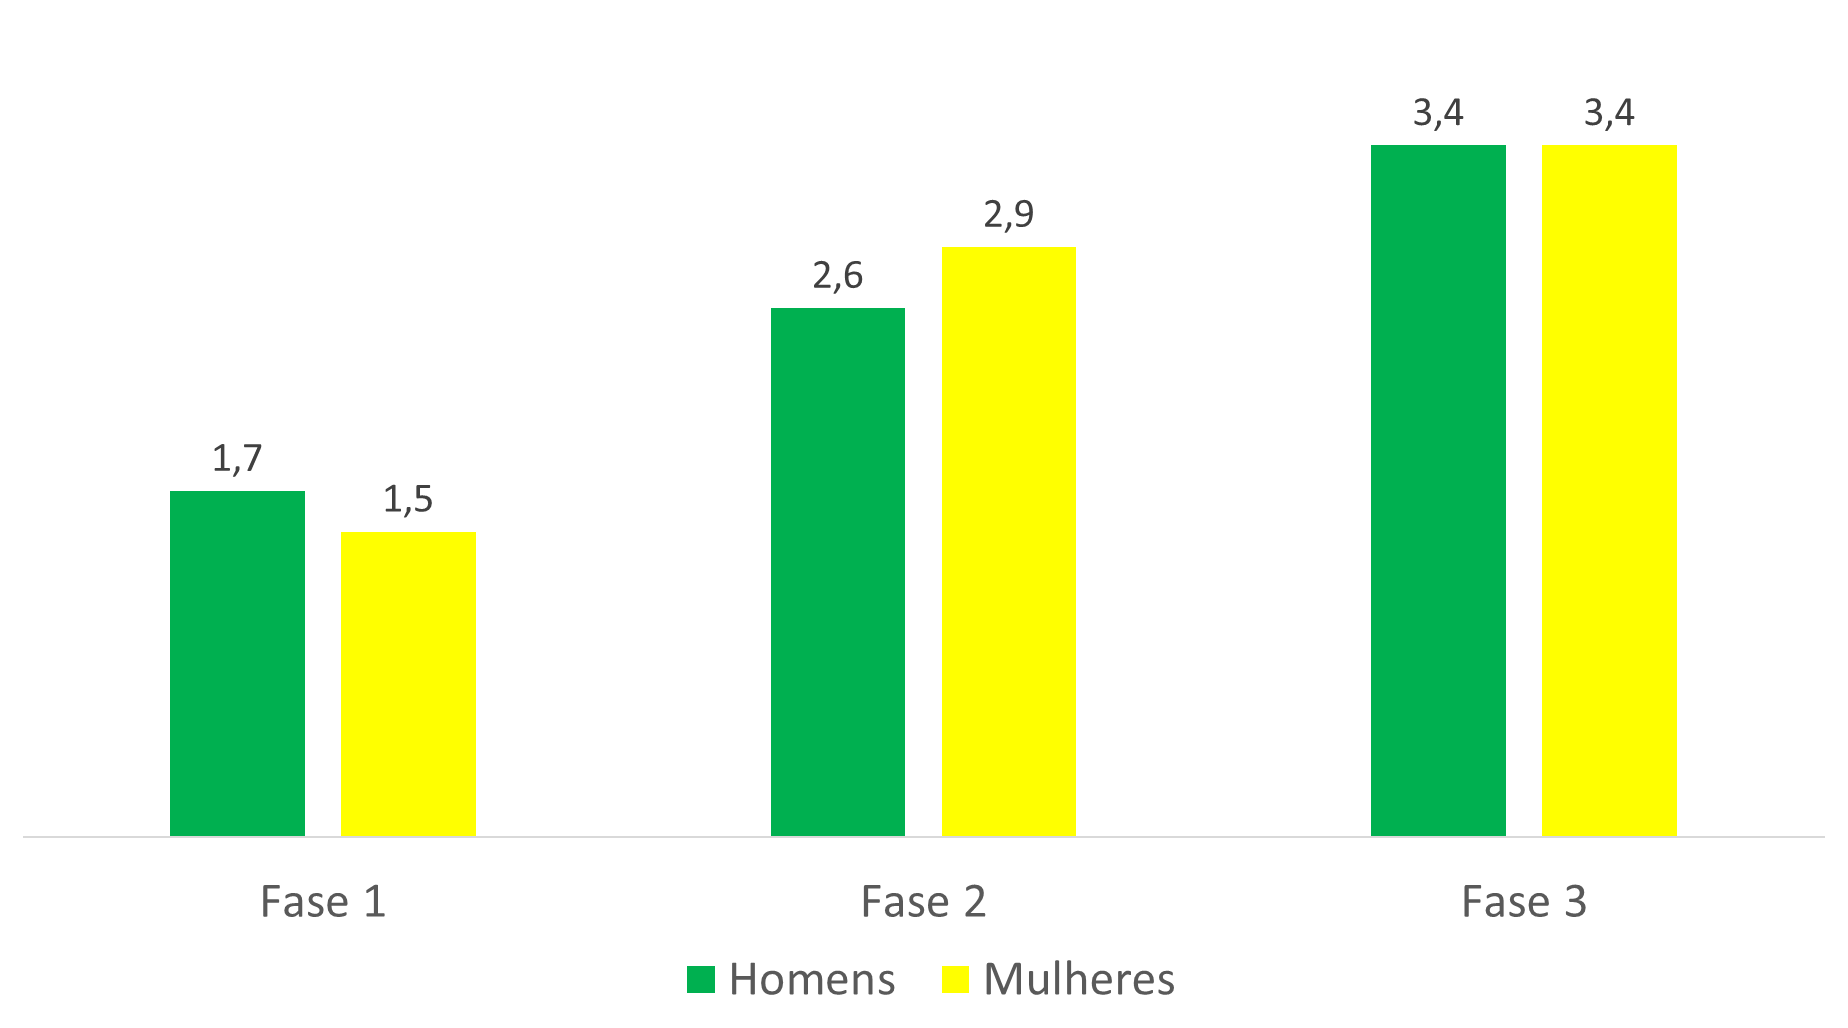 3,4 3,4
2,9
2,6
1,7
1,5
Fase 1 Fase 2 Fase 3
Homens Mulheres